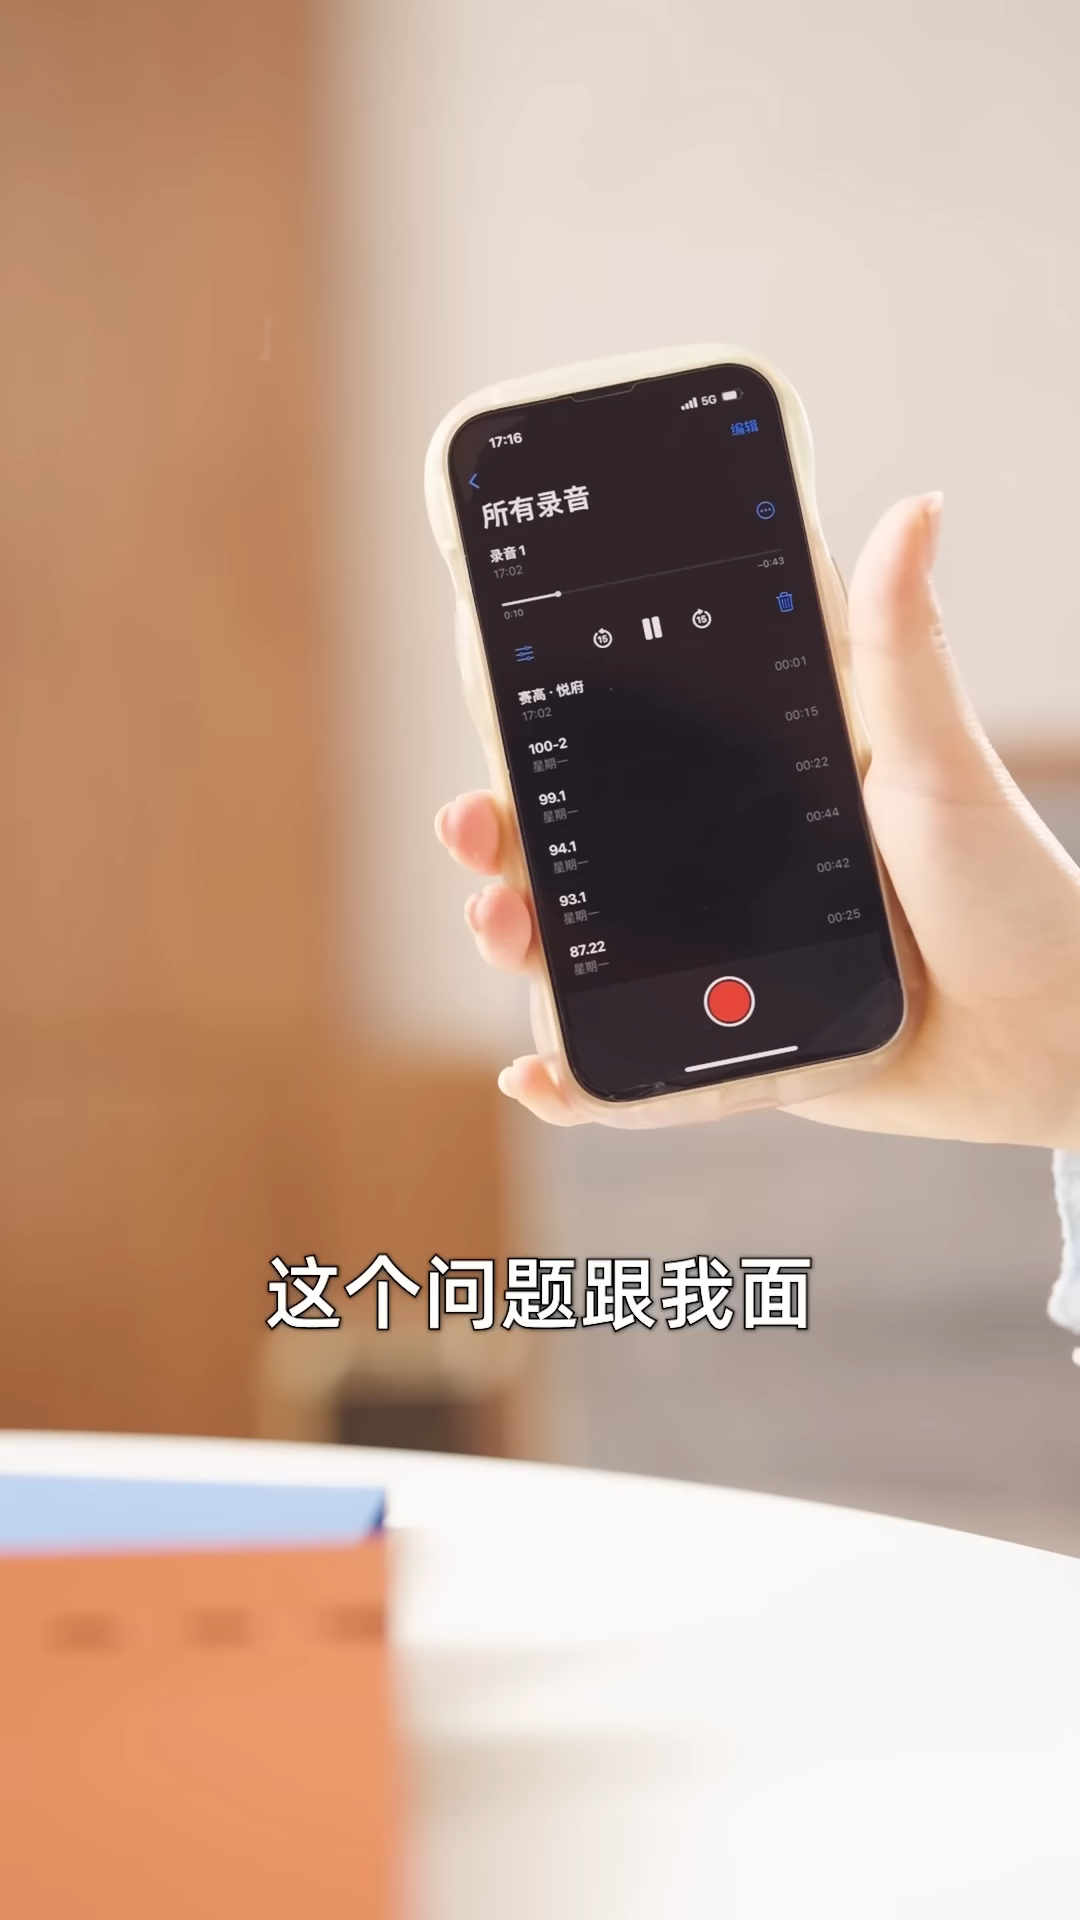 17:16
5G
编辑
所有录音
录音1
17:02
0:10
-0:43
15
15
赛高·悦府
17:02
00:01
100-2
星期一
00:15
99.1
星期一
00:22
94.1
星期一
00:44
93.1
星期一
00:42
87.22
星期一
00:25
这个问题跟我面